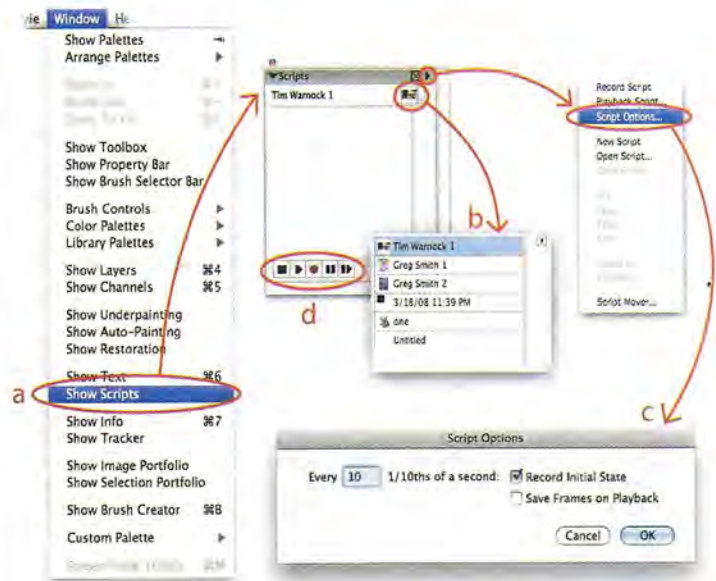 Window
Show Palettes
Arrange Palettes
Show Toolbox
Show Property Bar
Show Brush Selector Bar
Brush Controls
Color Palettes
Library Palettes
Show Layers ⌘4
Show Channels ⌘5
Show Underpainting
Show Auto-Painting
Show Restoration
Show Text ⌘6
a
Show Scripts
Show Info ⌘7
Show Tracker
Show Image Portfolio
Show Selection Portfolio
Show Brush Creator ⌘8
Custom Palette
Scripts
Tim Warnock 1
d
b
Tim Warnock 1
Greg Smith 1
Greg Smith 2
3/18/08 11:39 PM
one
Untitled
Record Script
Playback Script...
Script Options...
New Script
Open Script...
Script Mover...
c
Script Options
Every 10 1/10ths of a second:
Record Initial State
Save Frames on Playback
Cancel OK